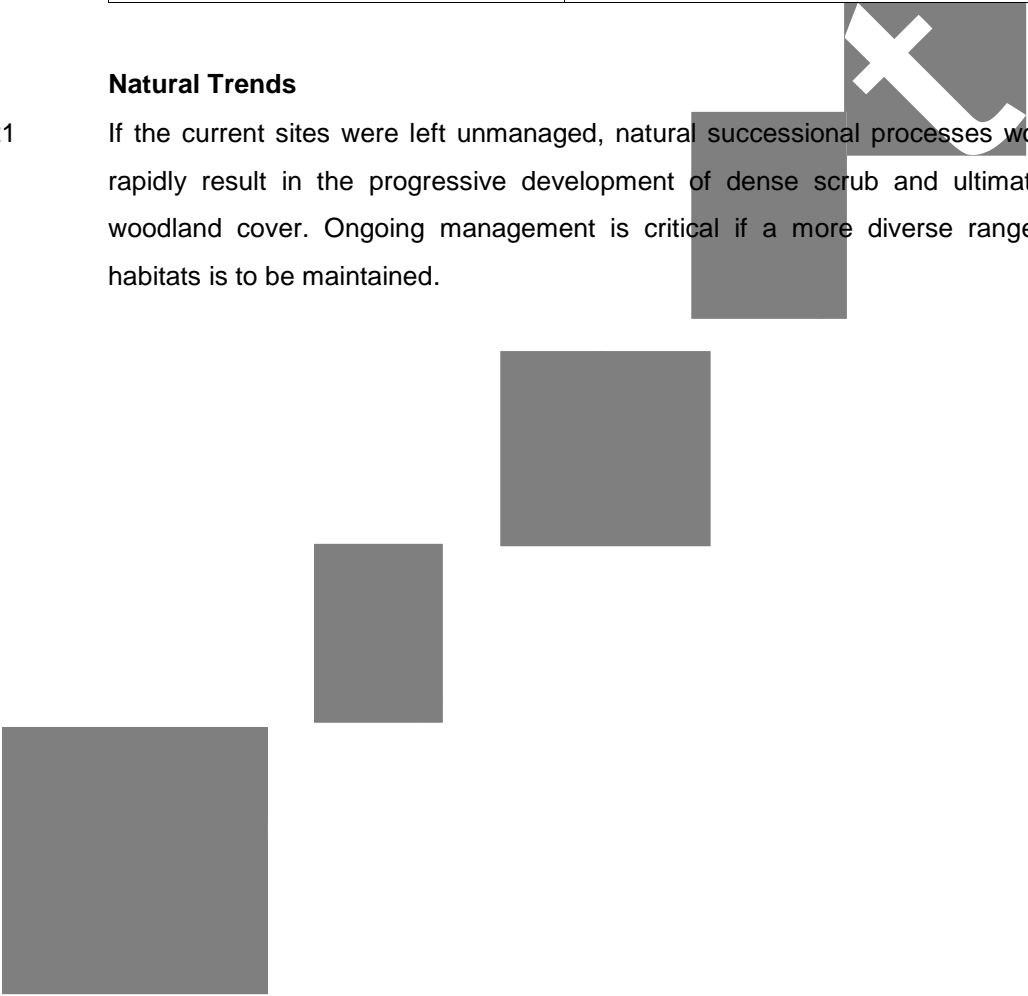 Natural Trends
1 If the current sites were left unmanaged, natural successional processes wo
rapidly result in the progressive development of dense scrub and ultimat
woodland cover. Ongoing management is critical if a more diverse range
habitats is to be maintained.
t